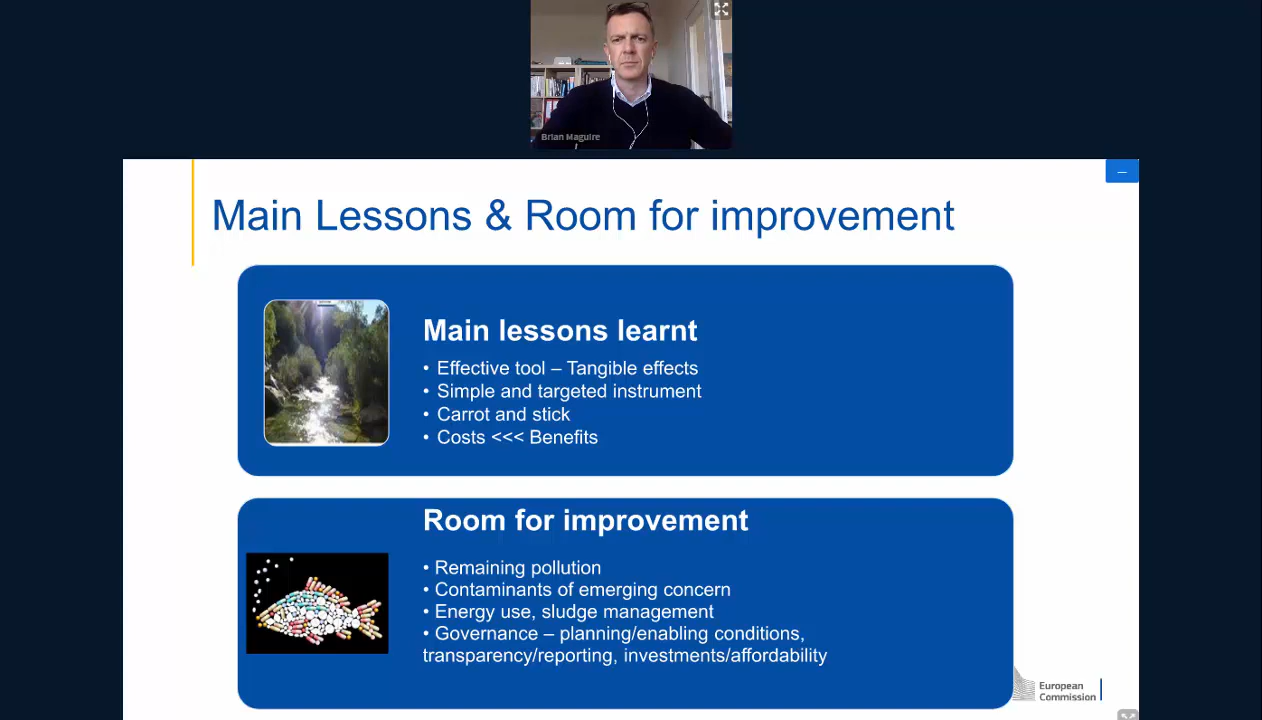 Brian Maguire
Main Lessons & Room for improvement
Main lessons learnt
• Effective tool – Tangible effects
• Simple and targeted instrument
• Carrot and stick
• Costs <<< Benefits
Room for improvement
• Remaining pollution
• Contaminants of emerging concern
• Energy use, sludge management
• Governance – planning/enabling conditions,
transparency/reporting, investments/affordability
European
Commission